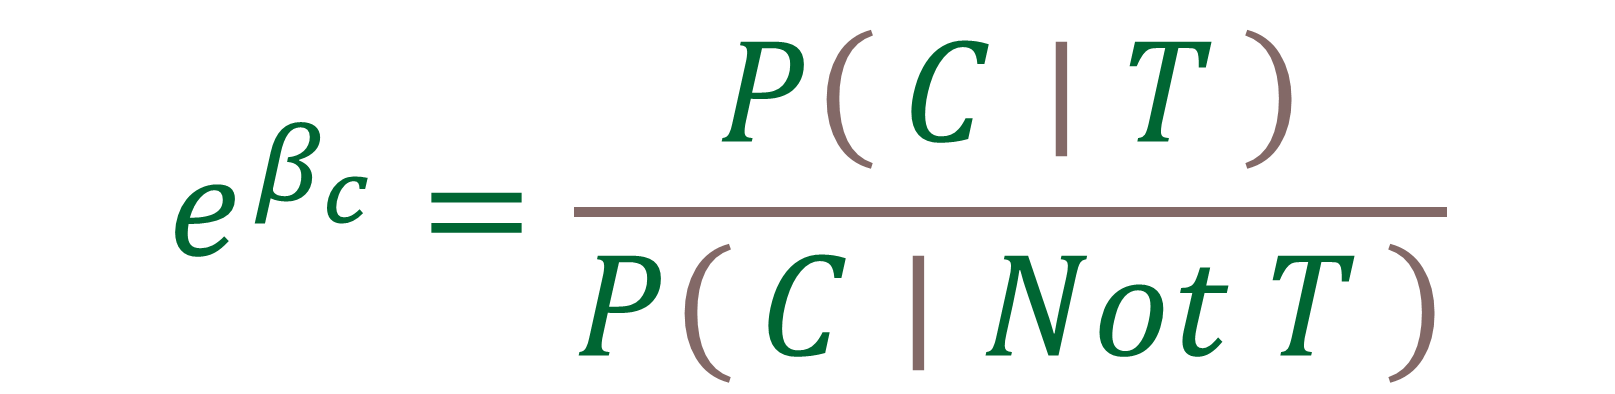 P( C | T )
e^β_c =
P( C | Not T )